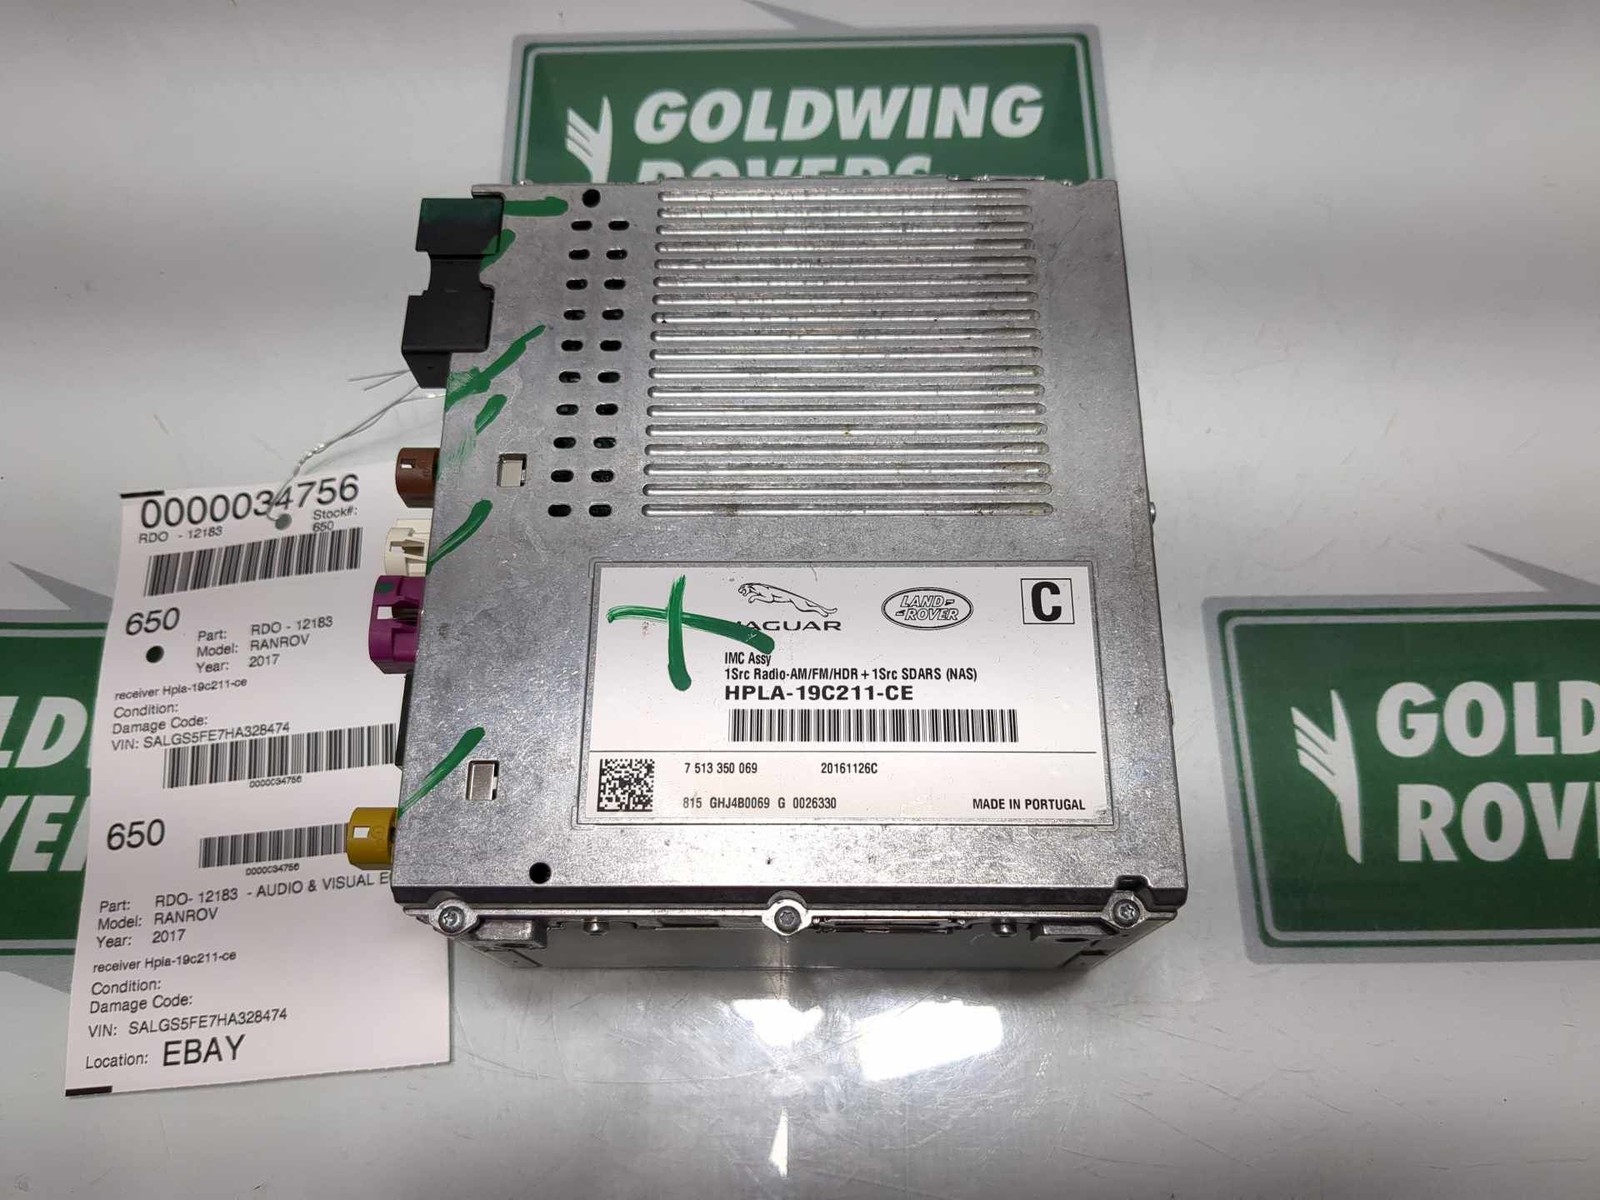 GOLDWING
ROVERS
0000034756
Stock#:
RDO - 12183
650
650
Part: RDO - 12183
Model: RANROV
Year: 2017
receiver Hpla-19c211-ce
Condition:
Damage Code:
VIN: SALGS5FE7HA328474
0000034756
650
0000034756
Part: RDO- 12183 - AUDIO & VISUAL E
Model: RANROV
Year: 2017
receiver Hpla-19c211-ce
Condition:
Damage Code:
VIN: SALGS5FE7HA328474
Location: EBAY
JAGUAR
LAND-
-ROVER
C
IMC Assy
1Src Radio-AM/FM/HDR + 1Src SDARS (NAS)
HPLA-19C211-CE
7 513 350 069 20161126C
815 GHJ4B0069 G 0026330 MADE IN PORTUGAL
GOLD
ROV
LD
VE